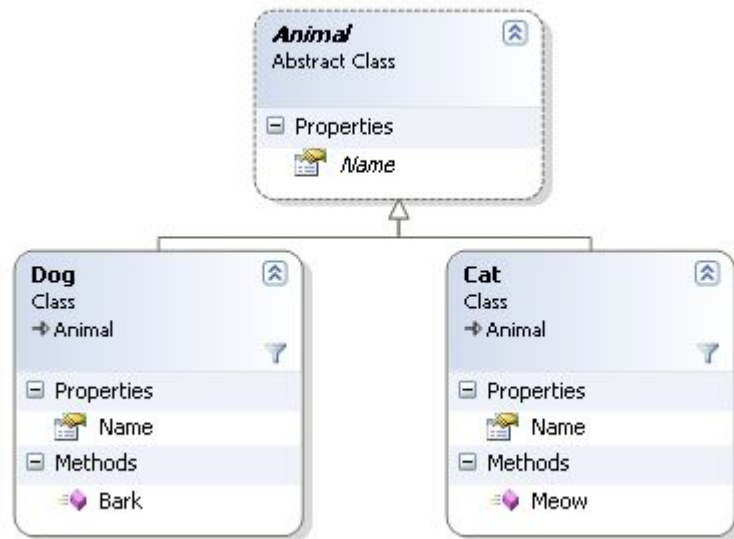 Animal
Abstract Class
Properties
Name
Dog
Class
Animal
Properties
Name
Methods
Bark
Cat
Class
Animal
Properties
Name
Methods
Meow